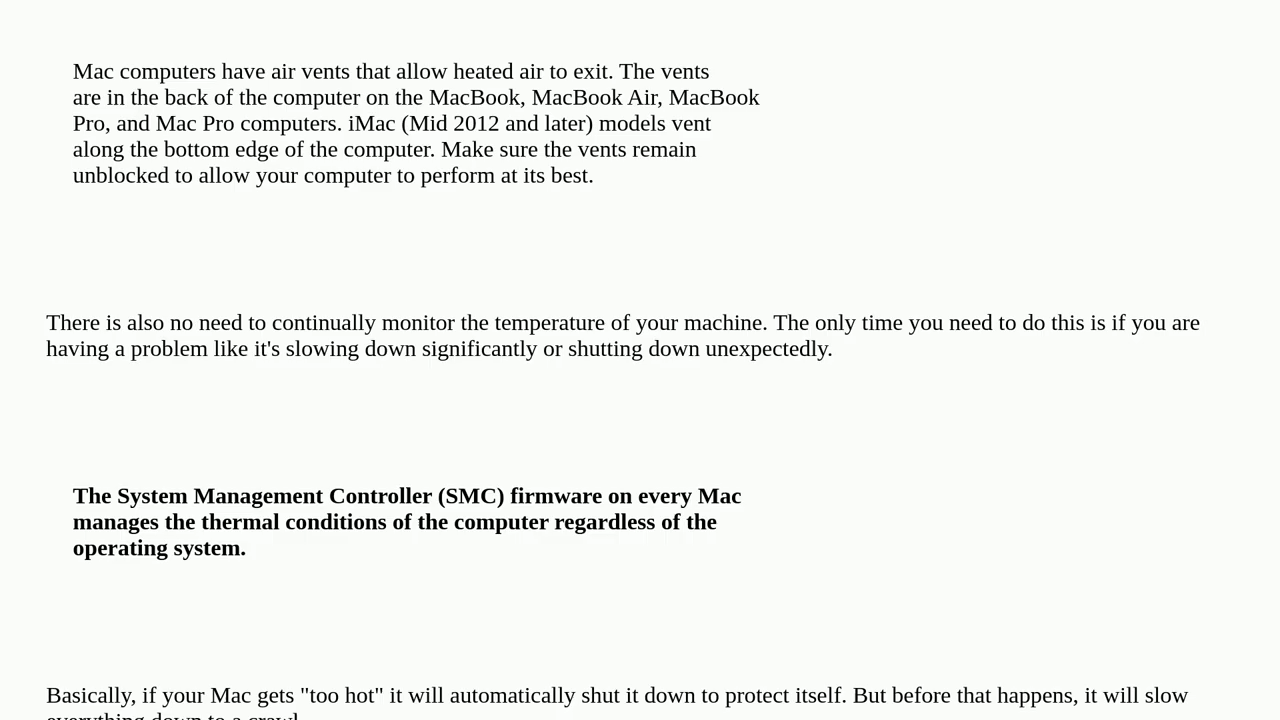 Mac computers have air vents that allow heated air to exit. The vents
are in the back of the computer on the MacBook, MacBook Air, MacBook
Pro, and Mac Pro computers. iMac (Mid 2012 and later) models vent
along the bottom edge of the computer. Make sure the vents remain
unblocked to allow your computer to perform at its best.
There is also no need to continually monitor the temperature of your machine. The only time you need to do this is if you are
having a problem like it's slowing down significantly or shutting down unexpectedly.
The System Management Controller (SMC) firmware on every Mac
manages the thermal conditions of the computer regardless of the
operating system.
Basically, if your Mac gets "too hot" it will automatically shut it down to protect itself. But before that happens, it will slow
everything down to a crawl